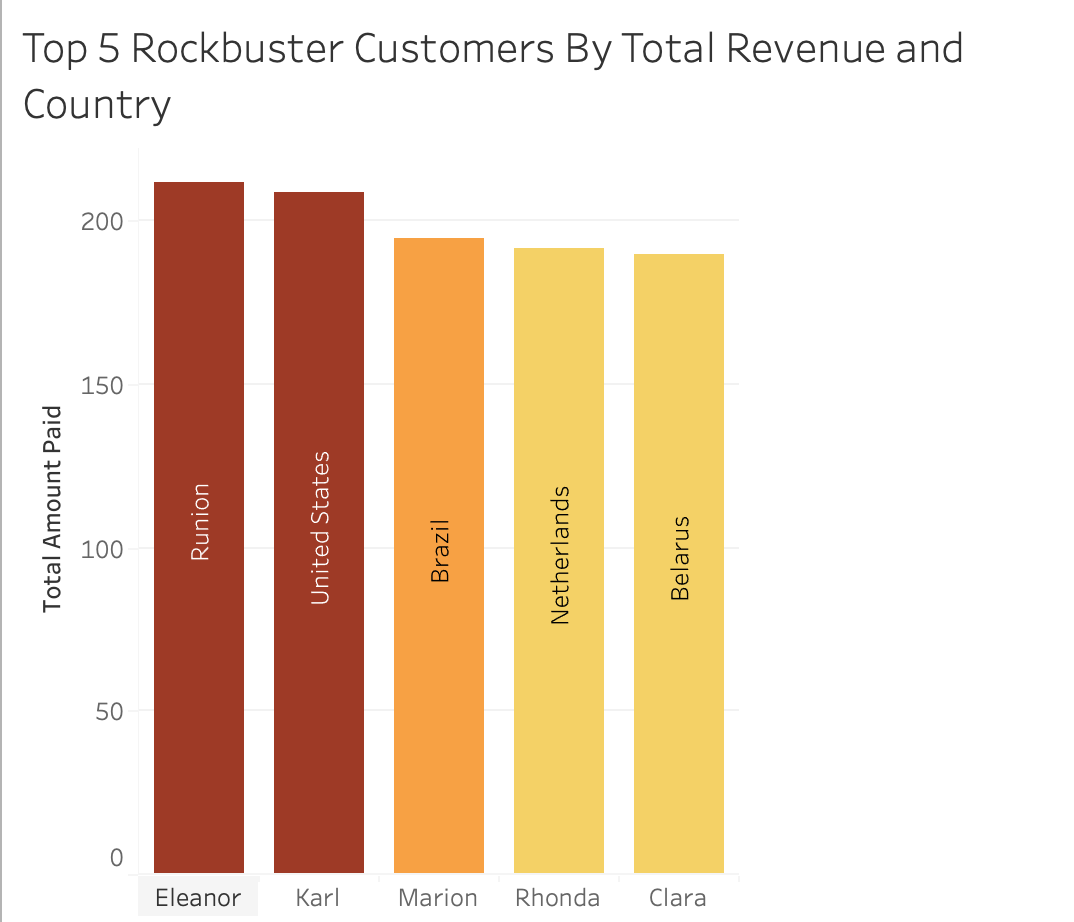 Top 5 Rockbuster Customers By Total Revenue and
Country
Total Amount Paid
200
150
100
50
0
Runion
United States
Brazil
Netherlands
Belarus
Eleanor
Karl
Marion
Rhonda
Clara